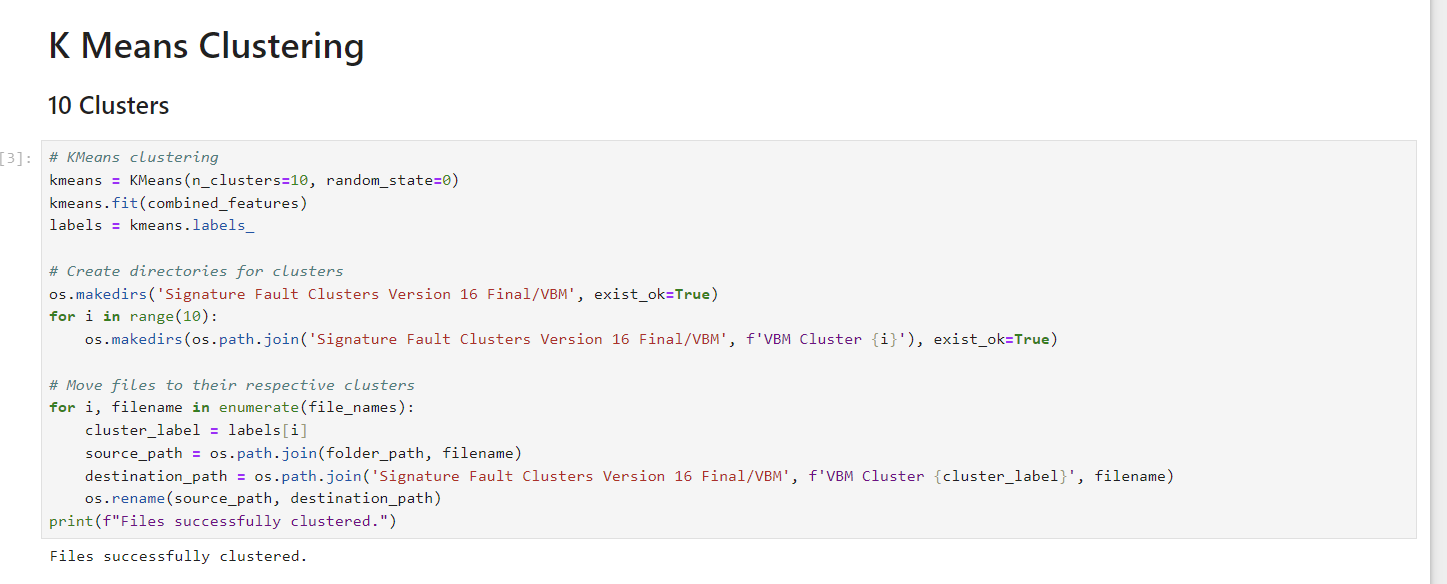 K Means Clustering
10 Clusters
[3]:
# KMeans clustering
kmeans = KMeans(n_clusters=10, random_state=0)
kmeans.fit(combined_features)
labels = kmeans.labels_
# Create directories for clusters
os.makedirs('Signature Fault Clusters Version 16 Final/VBM', exist_ok=True)
for i in range(10):
    os.makedirs(os.path.join('Signature Fault Clusters Version 16 Final/VBM', f'VBM Cluster {i}'), exist_ok=True)
# Move files to their respective clusters
for i, filename in enumerate(file_names):
    cluster_label = labels[i]
    source_path = os.path.join(folder_path, filename)
    destination_path = os.path.join('Signature Fault Clusters Version 16 Final/VBM', f'VBM Cluster {cluster_label}', filename)
    os.rename(source_path, destination_path)
print(f"Files successfully clustered.")
Files successfully clustered.